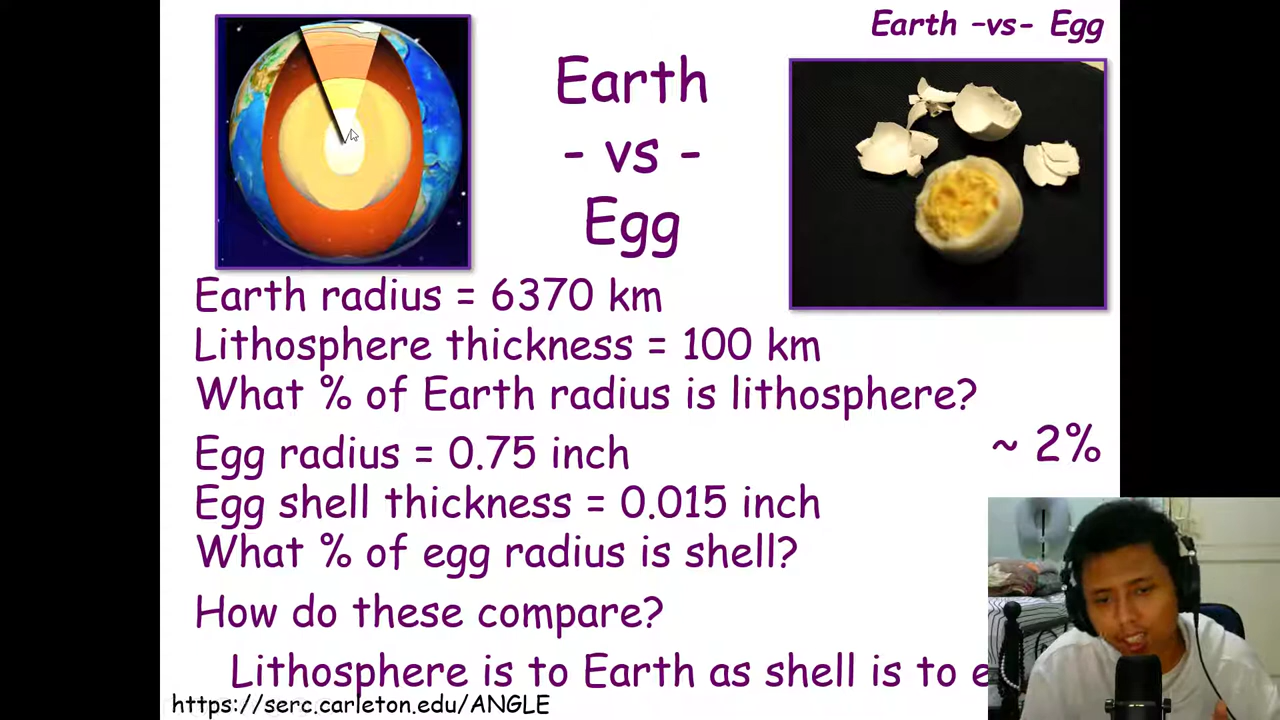 Earth –vs- Egg
Earth
- vs -
Egg
Earth radius = 6370 km
Lithosphere thickness = 100 km
What % of Earth radius is lithosphere?
~ 2%
Egg radius = 0.75 inch
Egg shell thickness = 0.015 inch
What % of egg radius is shell?
How do these compare?
Lithosphere is to Earth as shell is to
https://serc.carleton.edu/ANGLE